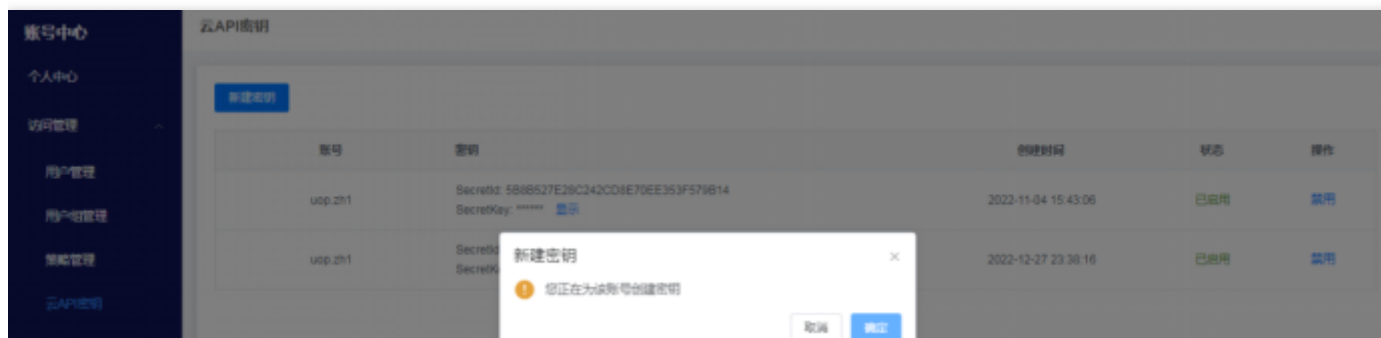 账号中心
云API密钥
个人中心
新建密钥
访问管理
账号 密钥 创建时间 状态 操作
用户管理
uop.zh1 SecretId: 5B8B527E28C242CD8E70EE353F579B14 2022-11-04 15:43:06 已启用 禁用
SecretKey: ****** 显示
用户组管理
策略管理
uop.zh1 SecretId 2022-12-27 23:38:16 已启用 禁用
SecretK
云API密钥
新建密钥
您正在为该账号创建密钥
取消 确定